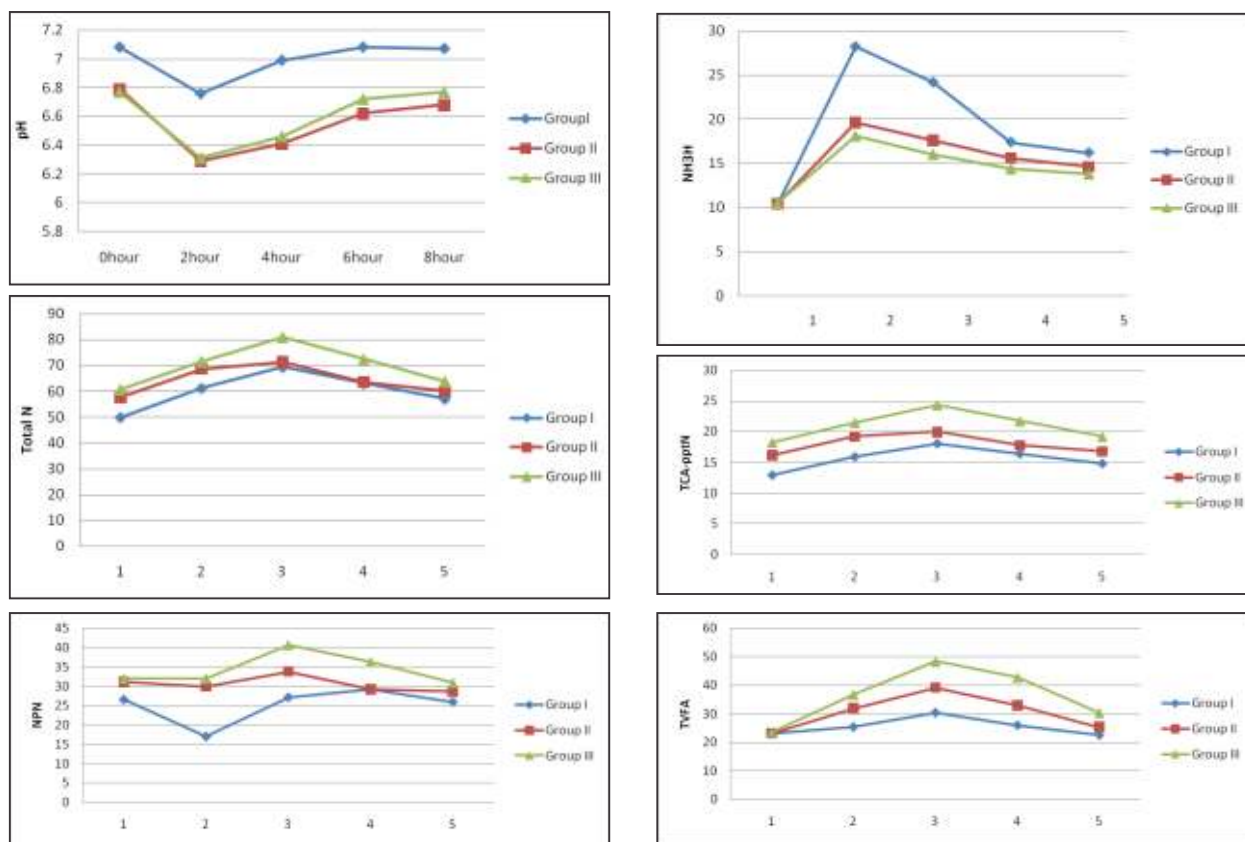 7.2
7
6.8
6.6
6.4
6.2
6
5.8
pH
0hour 2hour 4hour 6hour 8hour
GroupI
Group II
Group III
30
25
20
15
10
5
0
NH3H
1 2 3 4 5
Group I
Group II
Group III
90
80
70
60
50
40
30
20
10
0
Total N
1 2 3 4 5
Group I
Group II
Group III
30
25
20
15
10
5
0
TCA-pptN
1 2 3 4 5
Group I
Group II
Group III
45
40
35
30
25
20
15
10
5
0
NPN
1 2 3 4 5
Group I
Group II
Group III
60
50
40
30
20
10
0
TVFA
1 2 3 4 5
Group I
Group II
Group III